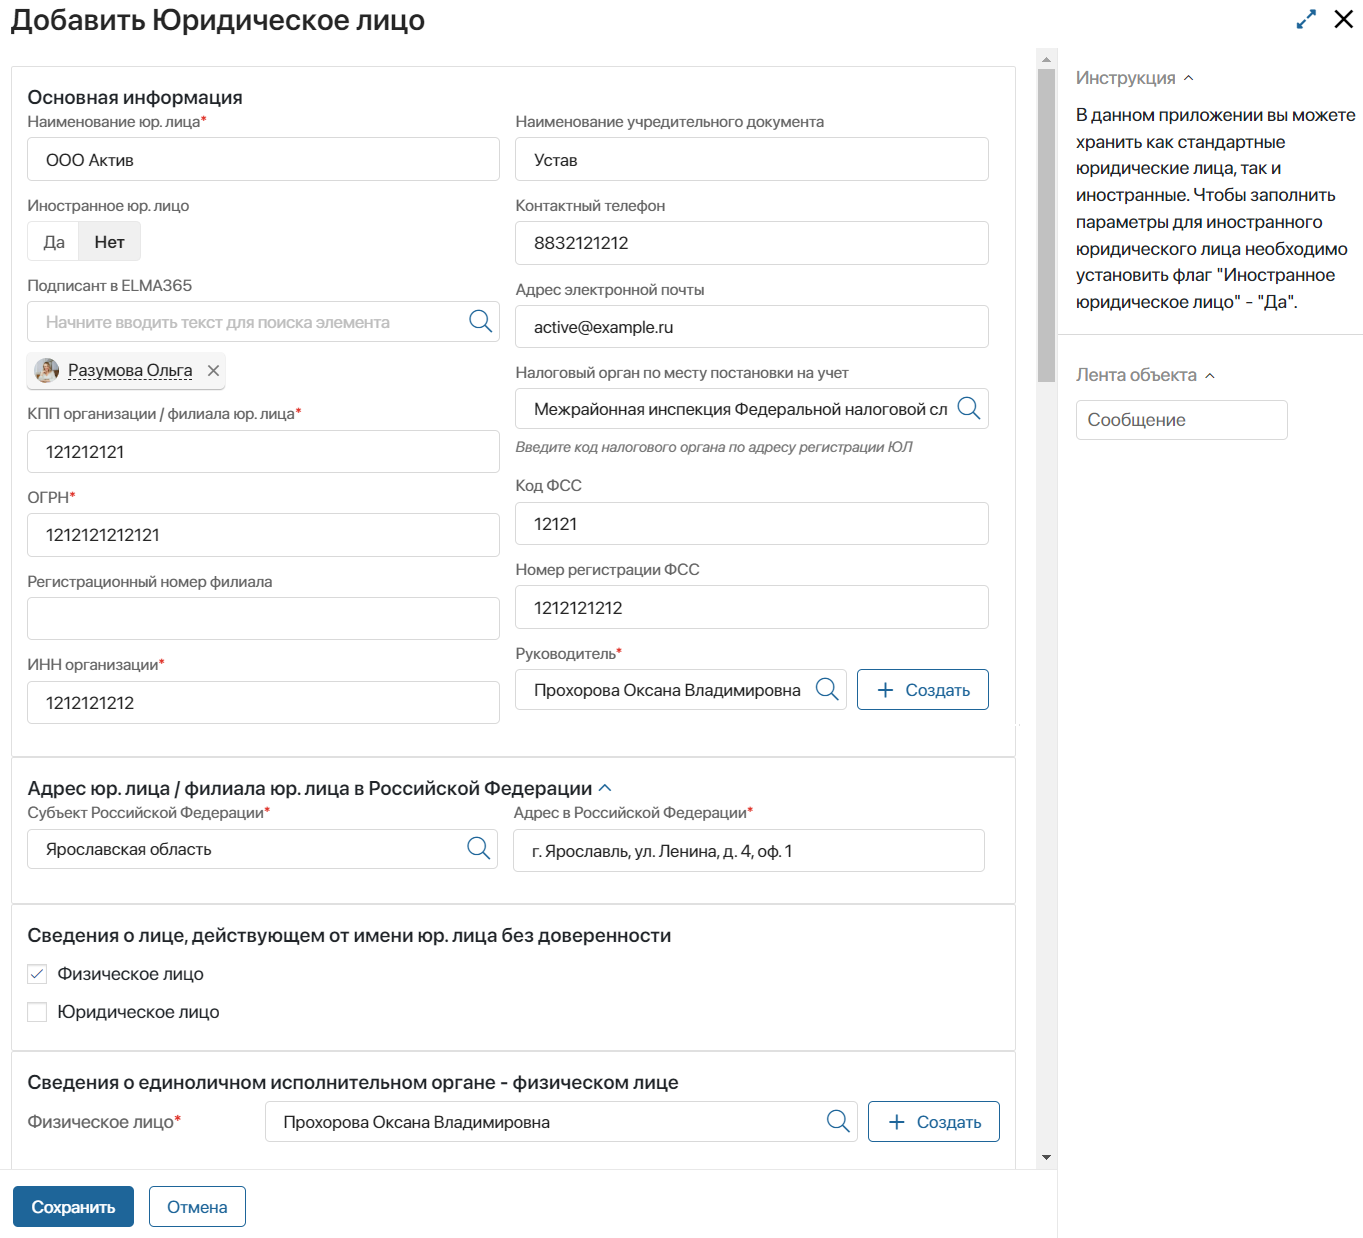 Добавить Юридическое лицо
Основная информация
Наименование юр. лица*
ООО Актив
Иностранное юр. лицо
Да Нет
Подписант в ELMA365
Начните вводить текст для поиска элемента
Разумова Ольга
КПП организации / филиала юр. лица*
121212121
ОГРН*
1212121212121
Регистрационный номер филиала
ИНН организации*
1212121212
Наименование учредительного документа
Устав
Контактный телефон
8832121212
Адрес электронной почты
active@example.ru
Налоговый орган по месту постановки на учет
Межрайонная инспекция Федеральной налоговой сл
Введите код налогового органа по адресу регистрации ЮЛ
Код ФСС
12121
Номер регистрации ФСС
1212121212
Руководитель*
Прохорова Оксана Владимировна
Создать
Адрес юр. лица / филиала юр. лица в Российской Федерации
Субъект Российской Федерации*
Ярославская область
Адрес в Российской Федерации*
г. Ярославль, ул. Ленина, д. 4, оф. 1
Сведения о лице, действующем от имени юр. лица без доверенности
Физическое лицо
Юридическое лицо
Сведения о единоличном исполнительном органе - физическом лице
Физическое лицо*
Прохорова Оксана Владимировна
Создать
Сохранить
Отмена
Инструкция
В данном приложении вы можете
хранить как стандартные
юридические лица, так и
иностранные. Чтобы заполнить
параметры для иностранного
юридического лица необходимо
установить флаг "Иностранное
юридическое лицо" - "Да".
Лента объекта
Сообщение